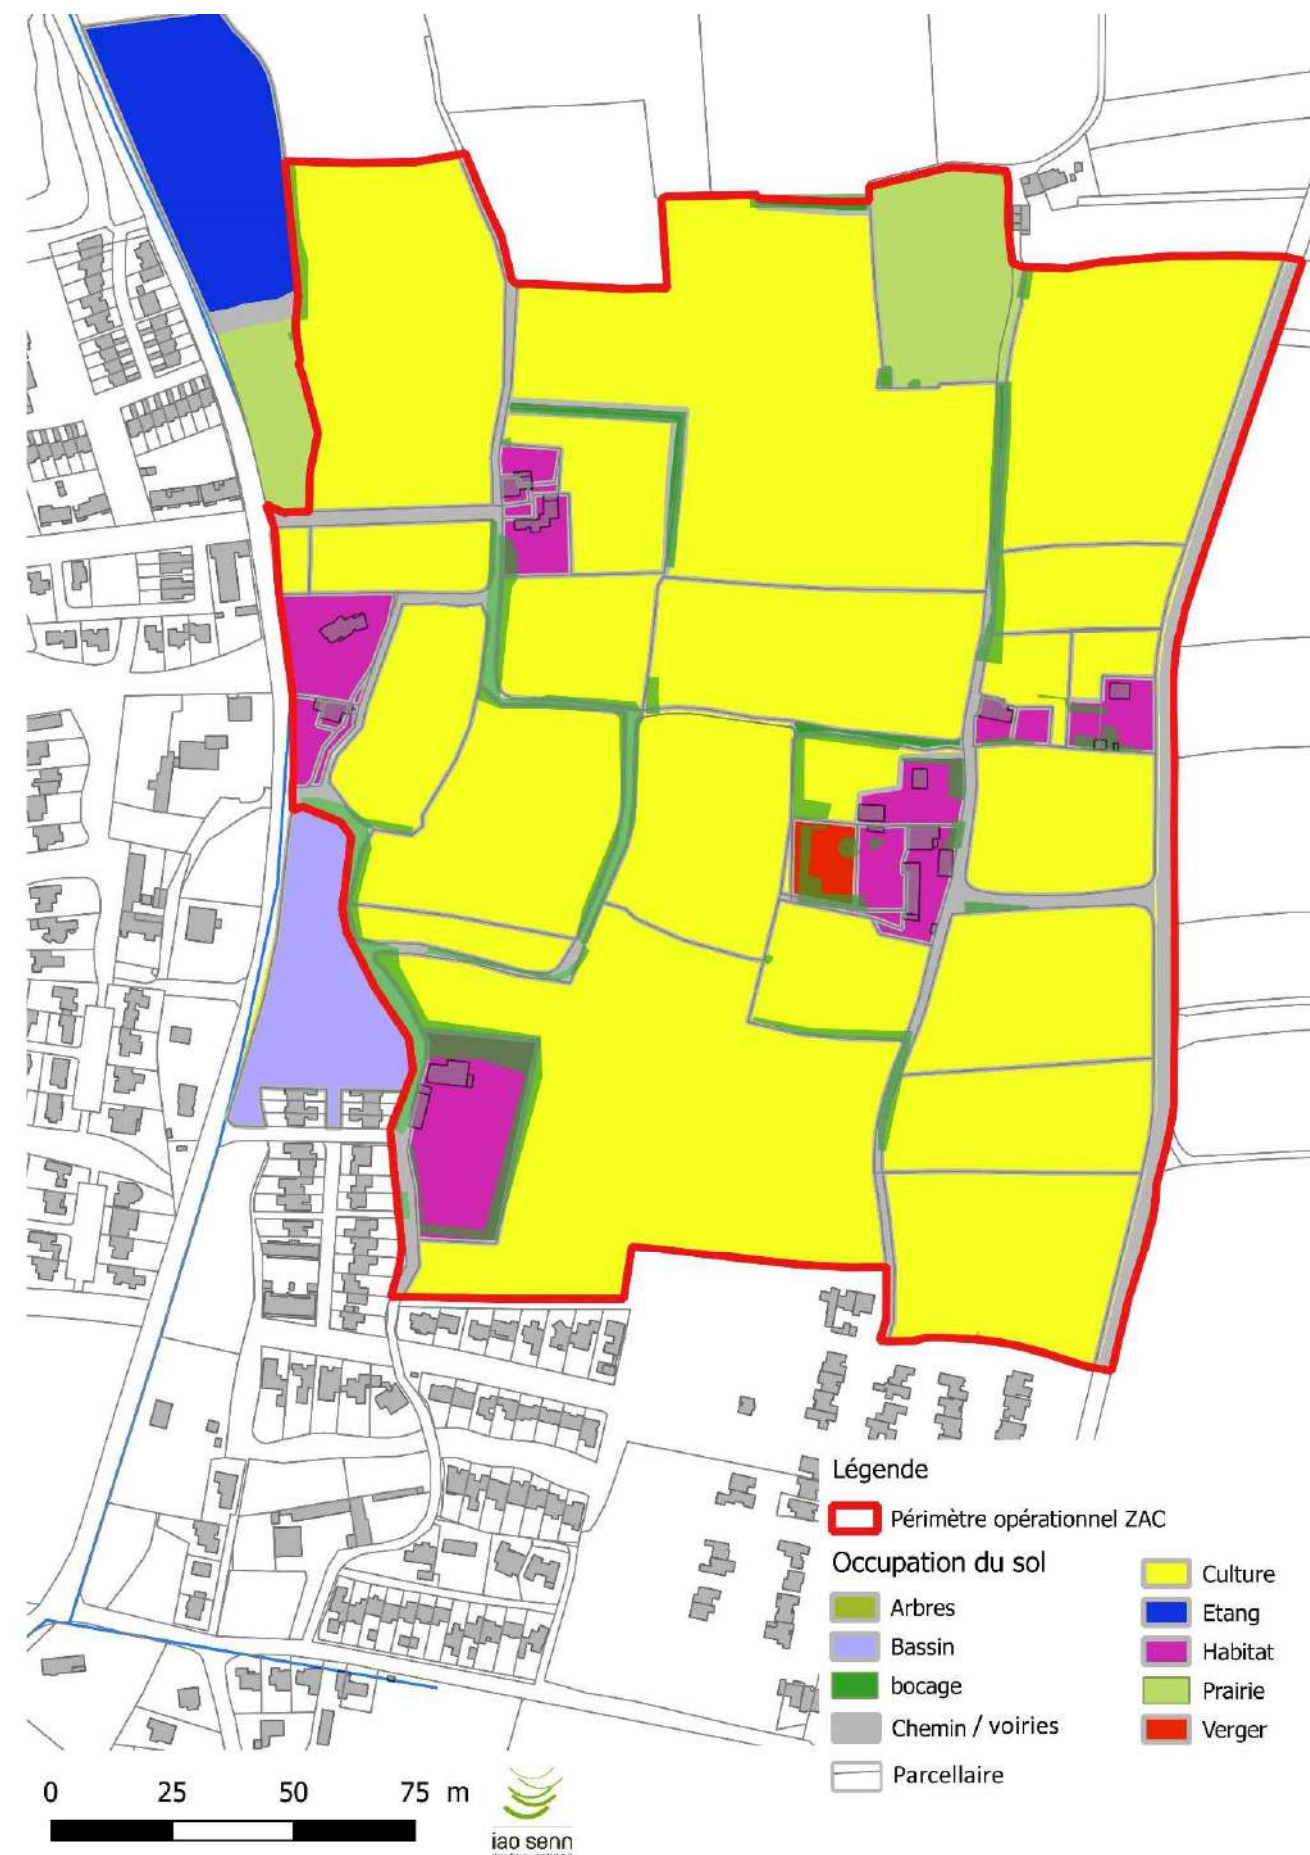 Légende
Périmètre opérationnel ZAC
Occupation du sol
Arbres
Bassin
bocage
Chemin / voiries
Parcellaire
Culture
Etang
Habitat
Prairie
Verger
0 25 50 75 m
iao senn